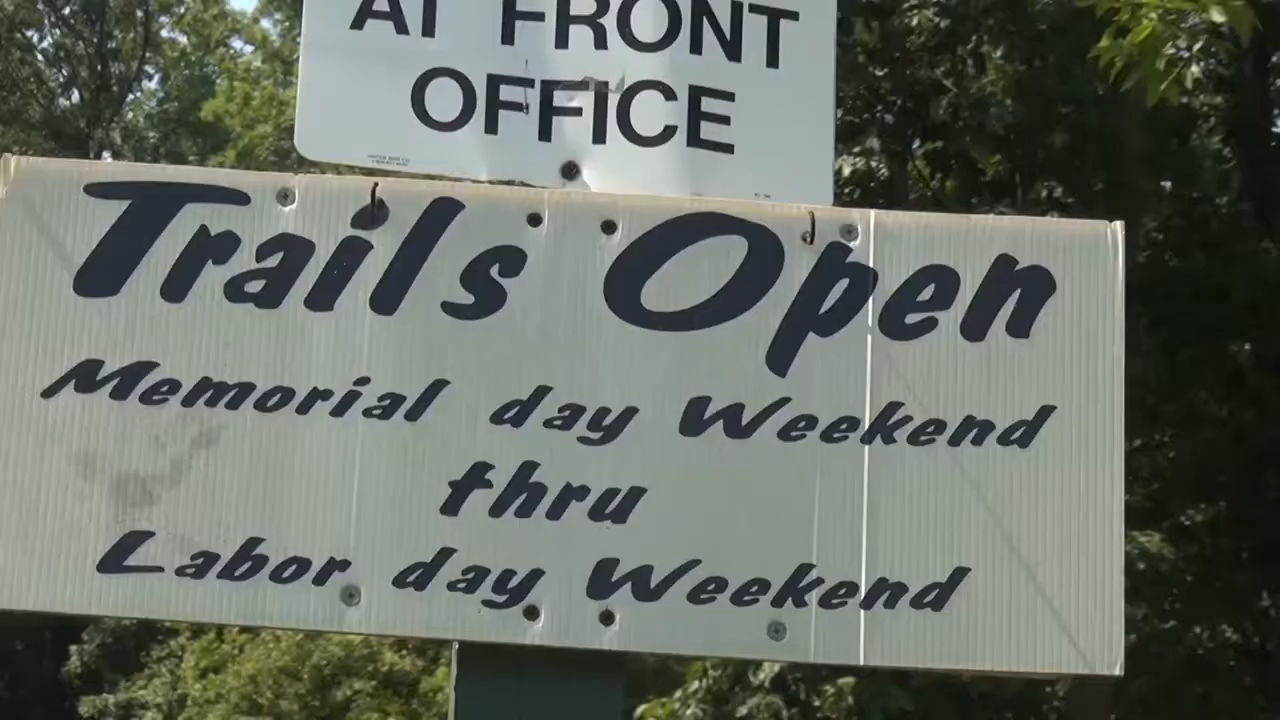 AT FRONT
OFFICE
Trails Open
Memorial day Weekend
thru
Labor day Weekend